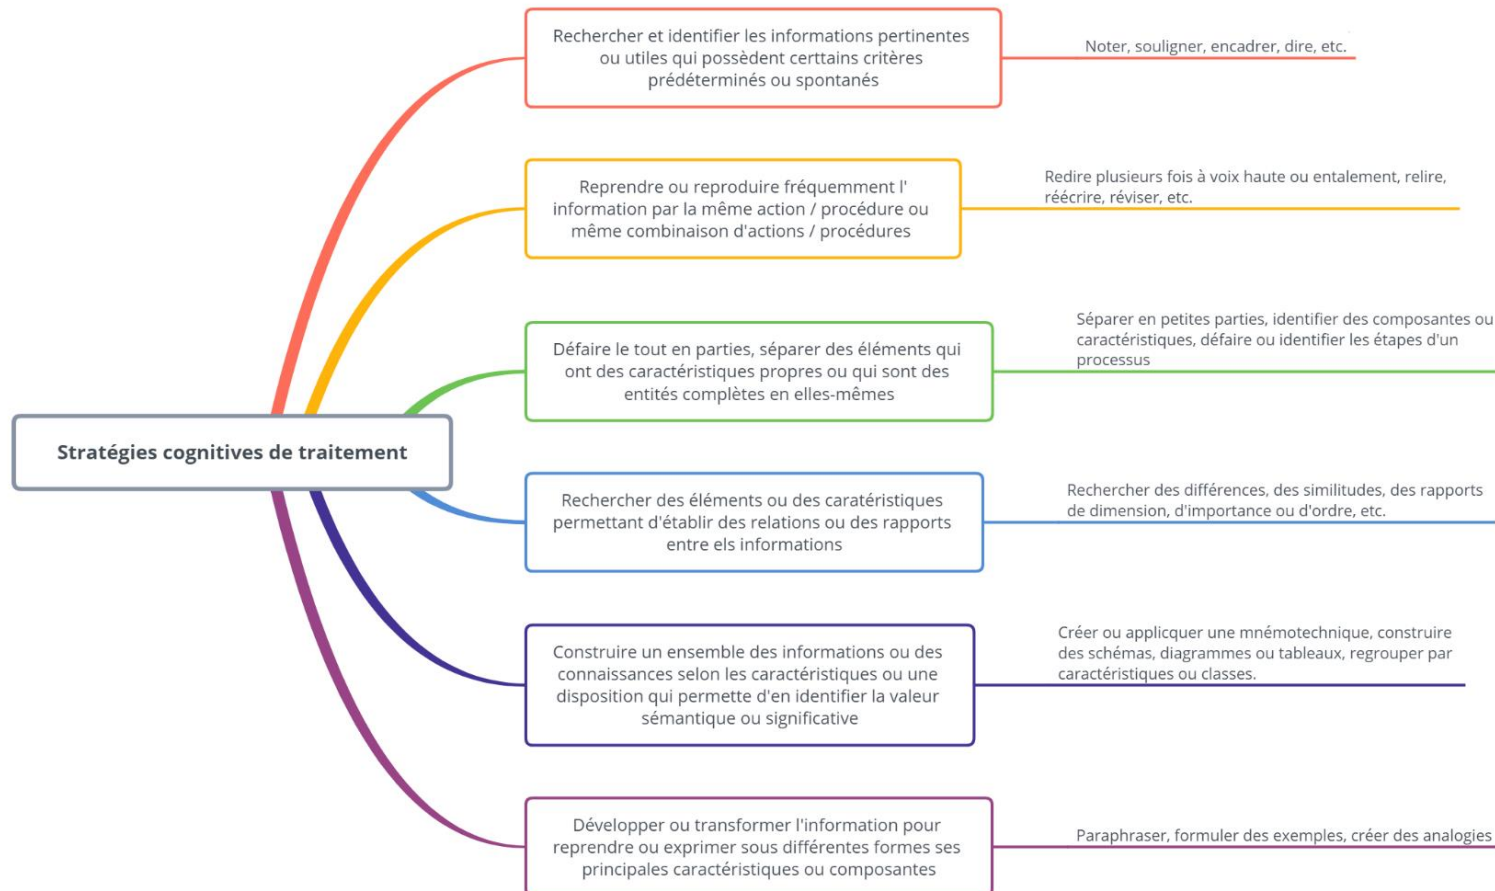 Stratégies cognitives de traitement
Rechercher et identifier les informations pertinentes
ou utiles qui possèdent certtains critères
prédéterminés ou spontanés
Noter, souligner, encadrer, dire, etc.
Reprendre ou reproduire fréquemment l'
information par la même action / procédure ou
même combinaison d'actions / procédures
Redire plusieurs fois à voix haute ou entalement, relire,
réécrire, réviser, etc.
Défaire le tout en parties, séparer des éléments qui
ont des caractéristiques propres ou qui sont des
entités complètes en elles-mêmes
Séparer en petites parties, identifier des composantes ou
caractéristiques, défaire ou identifier les étapes d'un
processus
Rechercher des éléments ou des caratéristiques
permettant d'établir des relations ou des rapports
entre els informations
Rechercher des différences, des similitudes, des rapports
de dimension, d'importance ou d'ordre, etc.
Construire un ensemble des informations ou des
connaissances selon les caractéristiques ou une
disposition qui permette d'en identifier la valeur
sémantique ou significative
Créer ou applicquer une mnémotechnique, construire
des schémas, diagrammes ou tableaux, regrouper par
caractéristiques ou classes.
Développer ou transformer l'information pour
reprendre ou exprimer sous différentes formes ses
principales caractéristiques ou composantes
Paraphraser, formuler des exemples, créer des analogies